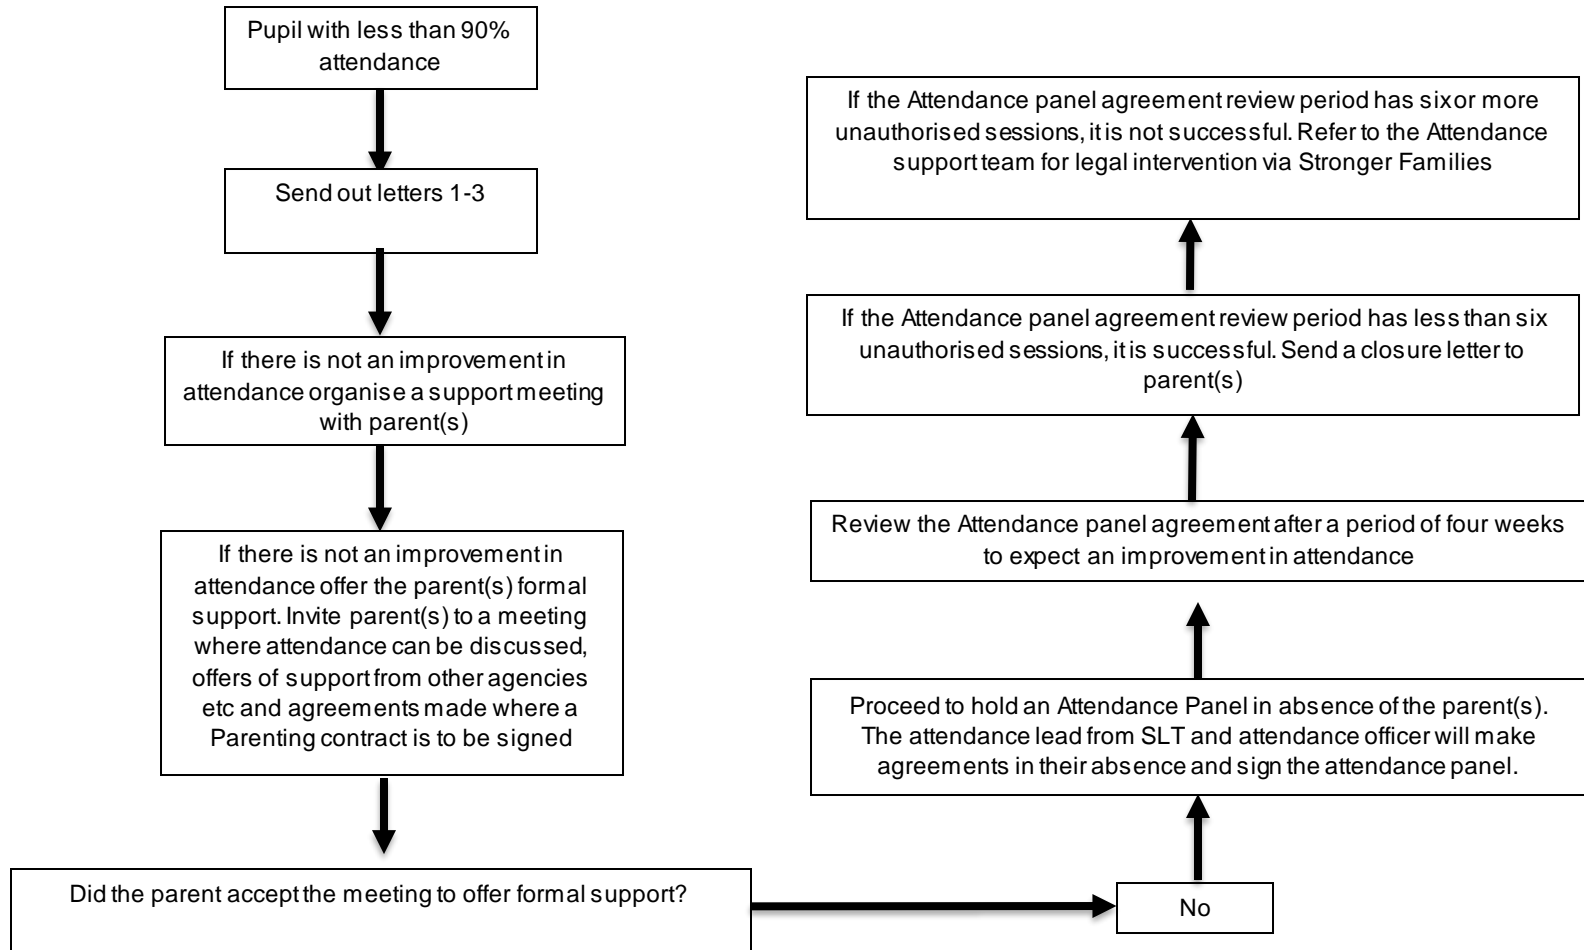 Pupil with less than 90%
attendance
Send out letters 1-3
If there is not an improvement in
attendance organise a support meeting
with parent(s)
If there is not an improvement in
attendance offer the parent(s) formal
support. Invite parent(s) to a meeting
where attendance can be discussed,
offers of support from other agencies
etc and agreements made where a
Parenting contract is to be signed
Did the parent accept the meeting to offer formal support?
No
Proceed to hold an Attendance Panel in absence of the parent(s).
The attendance lead from SLT and attendance officer will make
agreements in their absence and sign the attendance panel.
Review the Attendance panel agreement after a period of four weeks
to expect an improvement in attendance
If the Attendance panel agreement review period has less than six
unauthorised sessions, it is successful. Send a closure letter to
parent(s)
If the Attendance panel agreement review period has six or more
unauthorised sessions, it is not successful. Refer to the Attendance
support team for legal intervention via Stronger Families